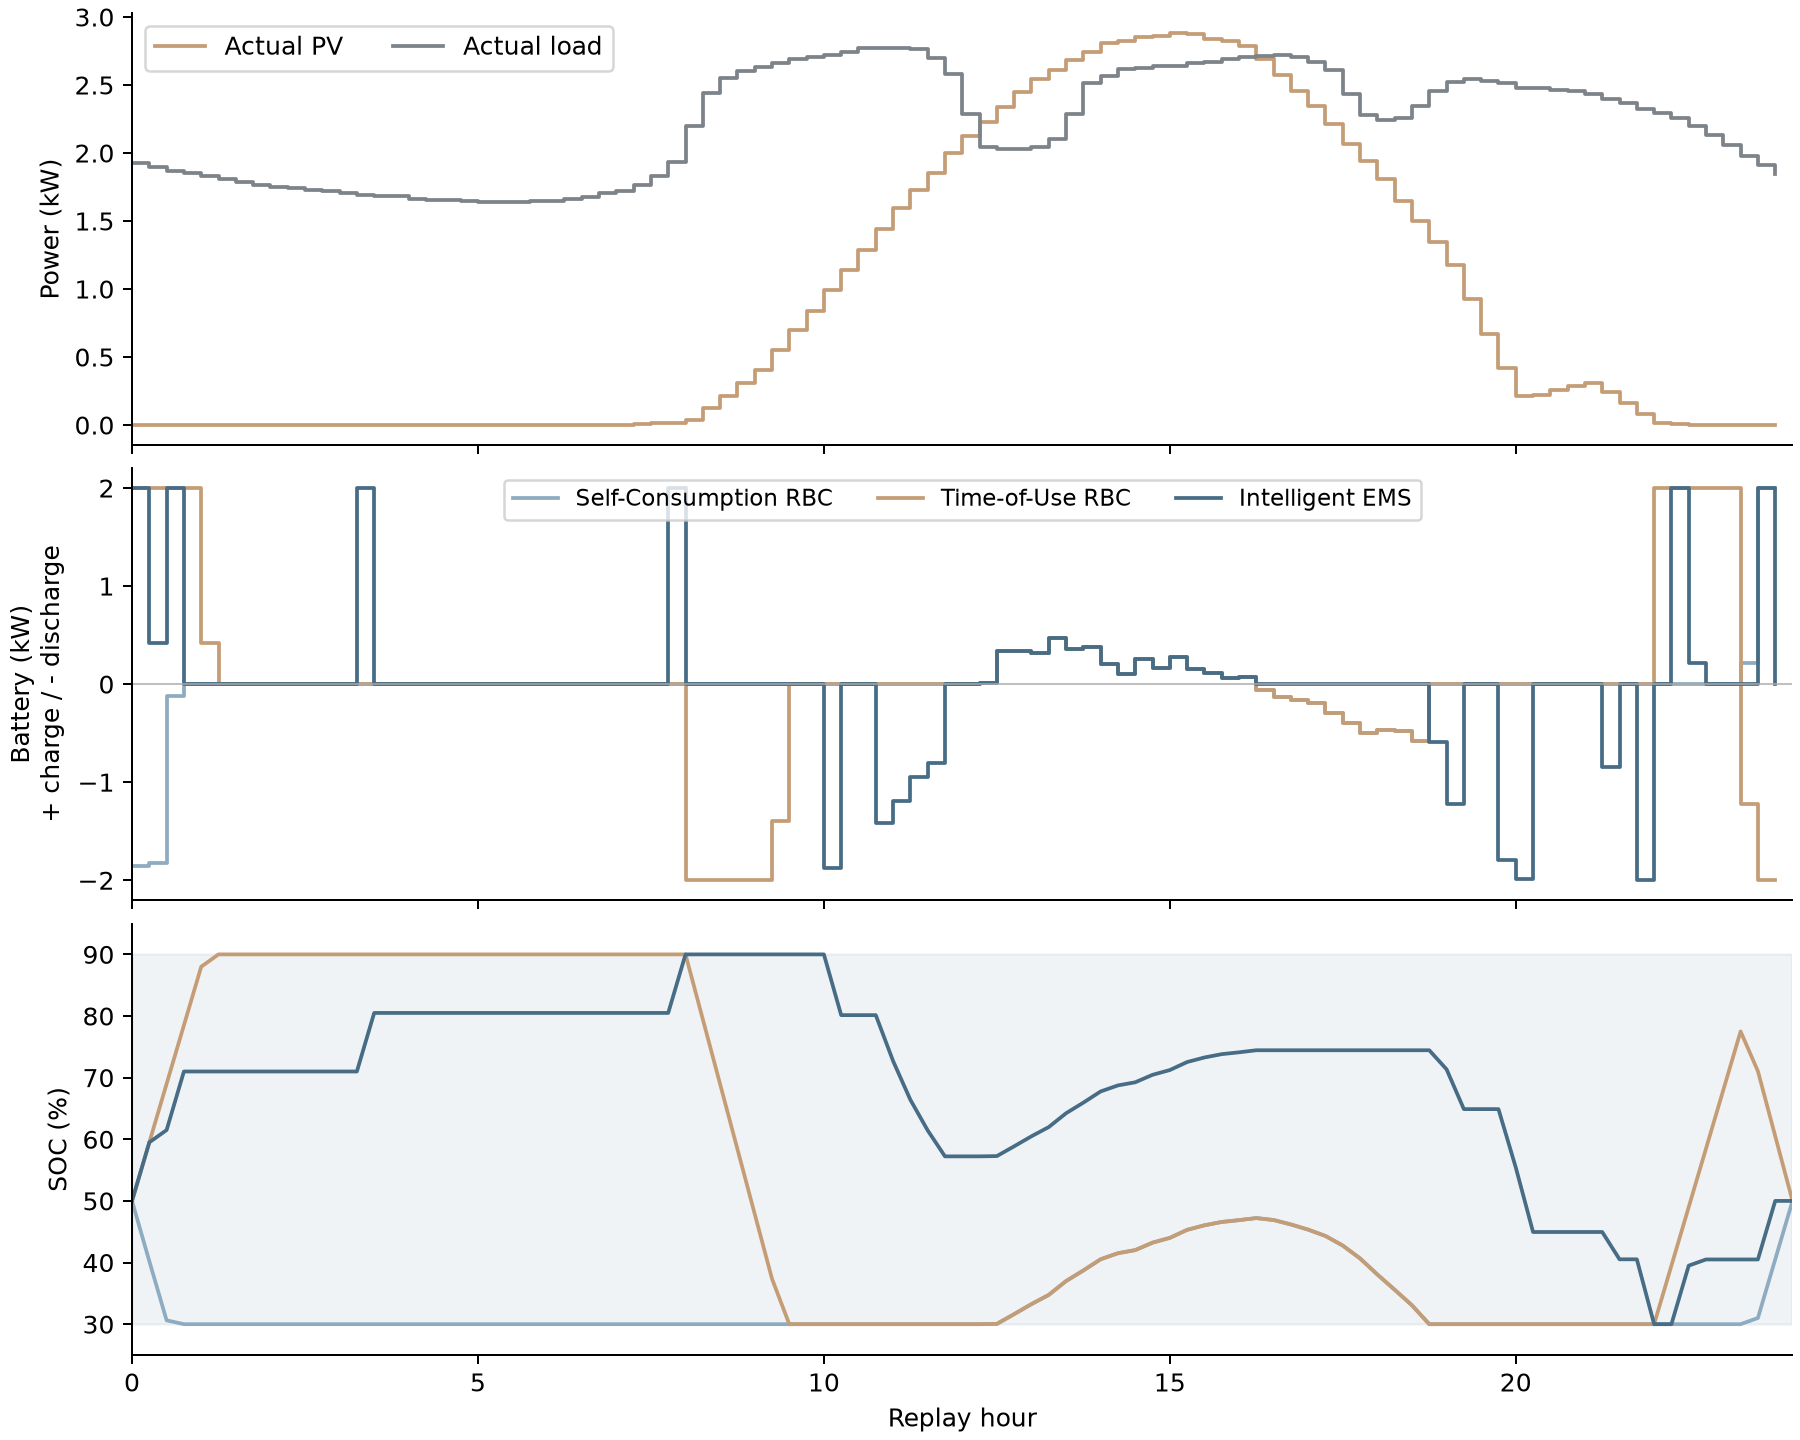 3.0
2.5
2.0
1.5
1.0
0.5
0.0
Power (kW)
Actual PV
Actual load
2
1
0
−1
−2
Battery (kW)
+ charge / - discharge
Self-Consumption RBC
Time-of-Use RBC
Intelligent EMS
90
80
70
60
50
40
30
SOC (%)
0
5
10
15
20
Replay hour